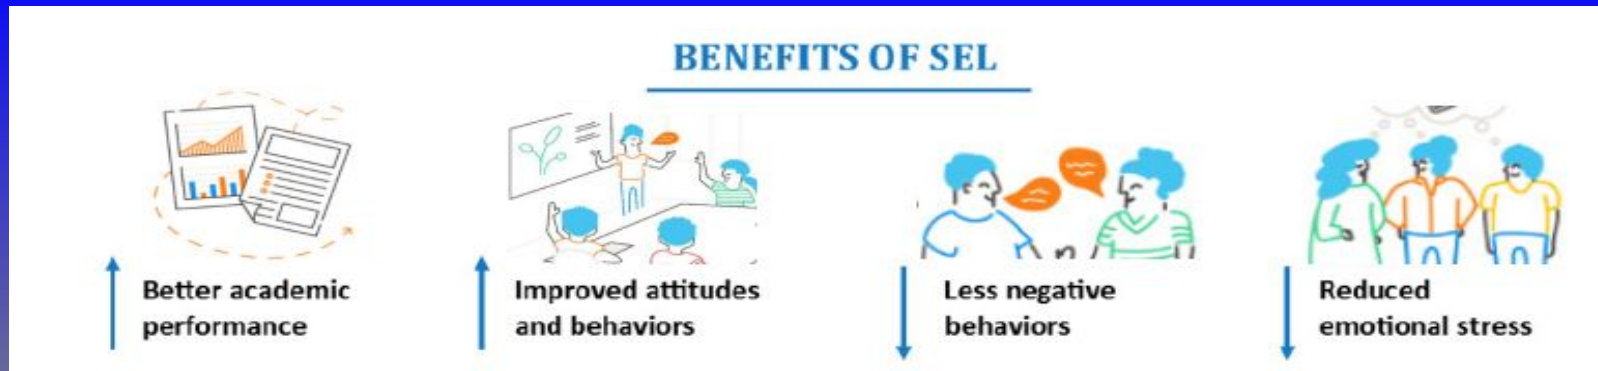 BENEFITS OF SEL
Better academic
performance
Improved attitudes
and behaviors
Less negative
behaviors
Reduced
emotional stress